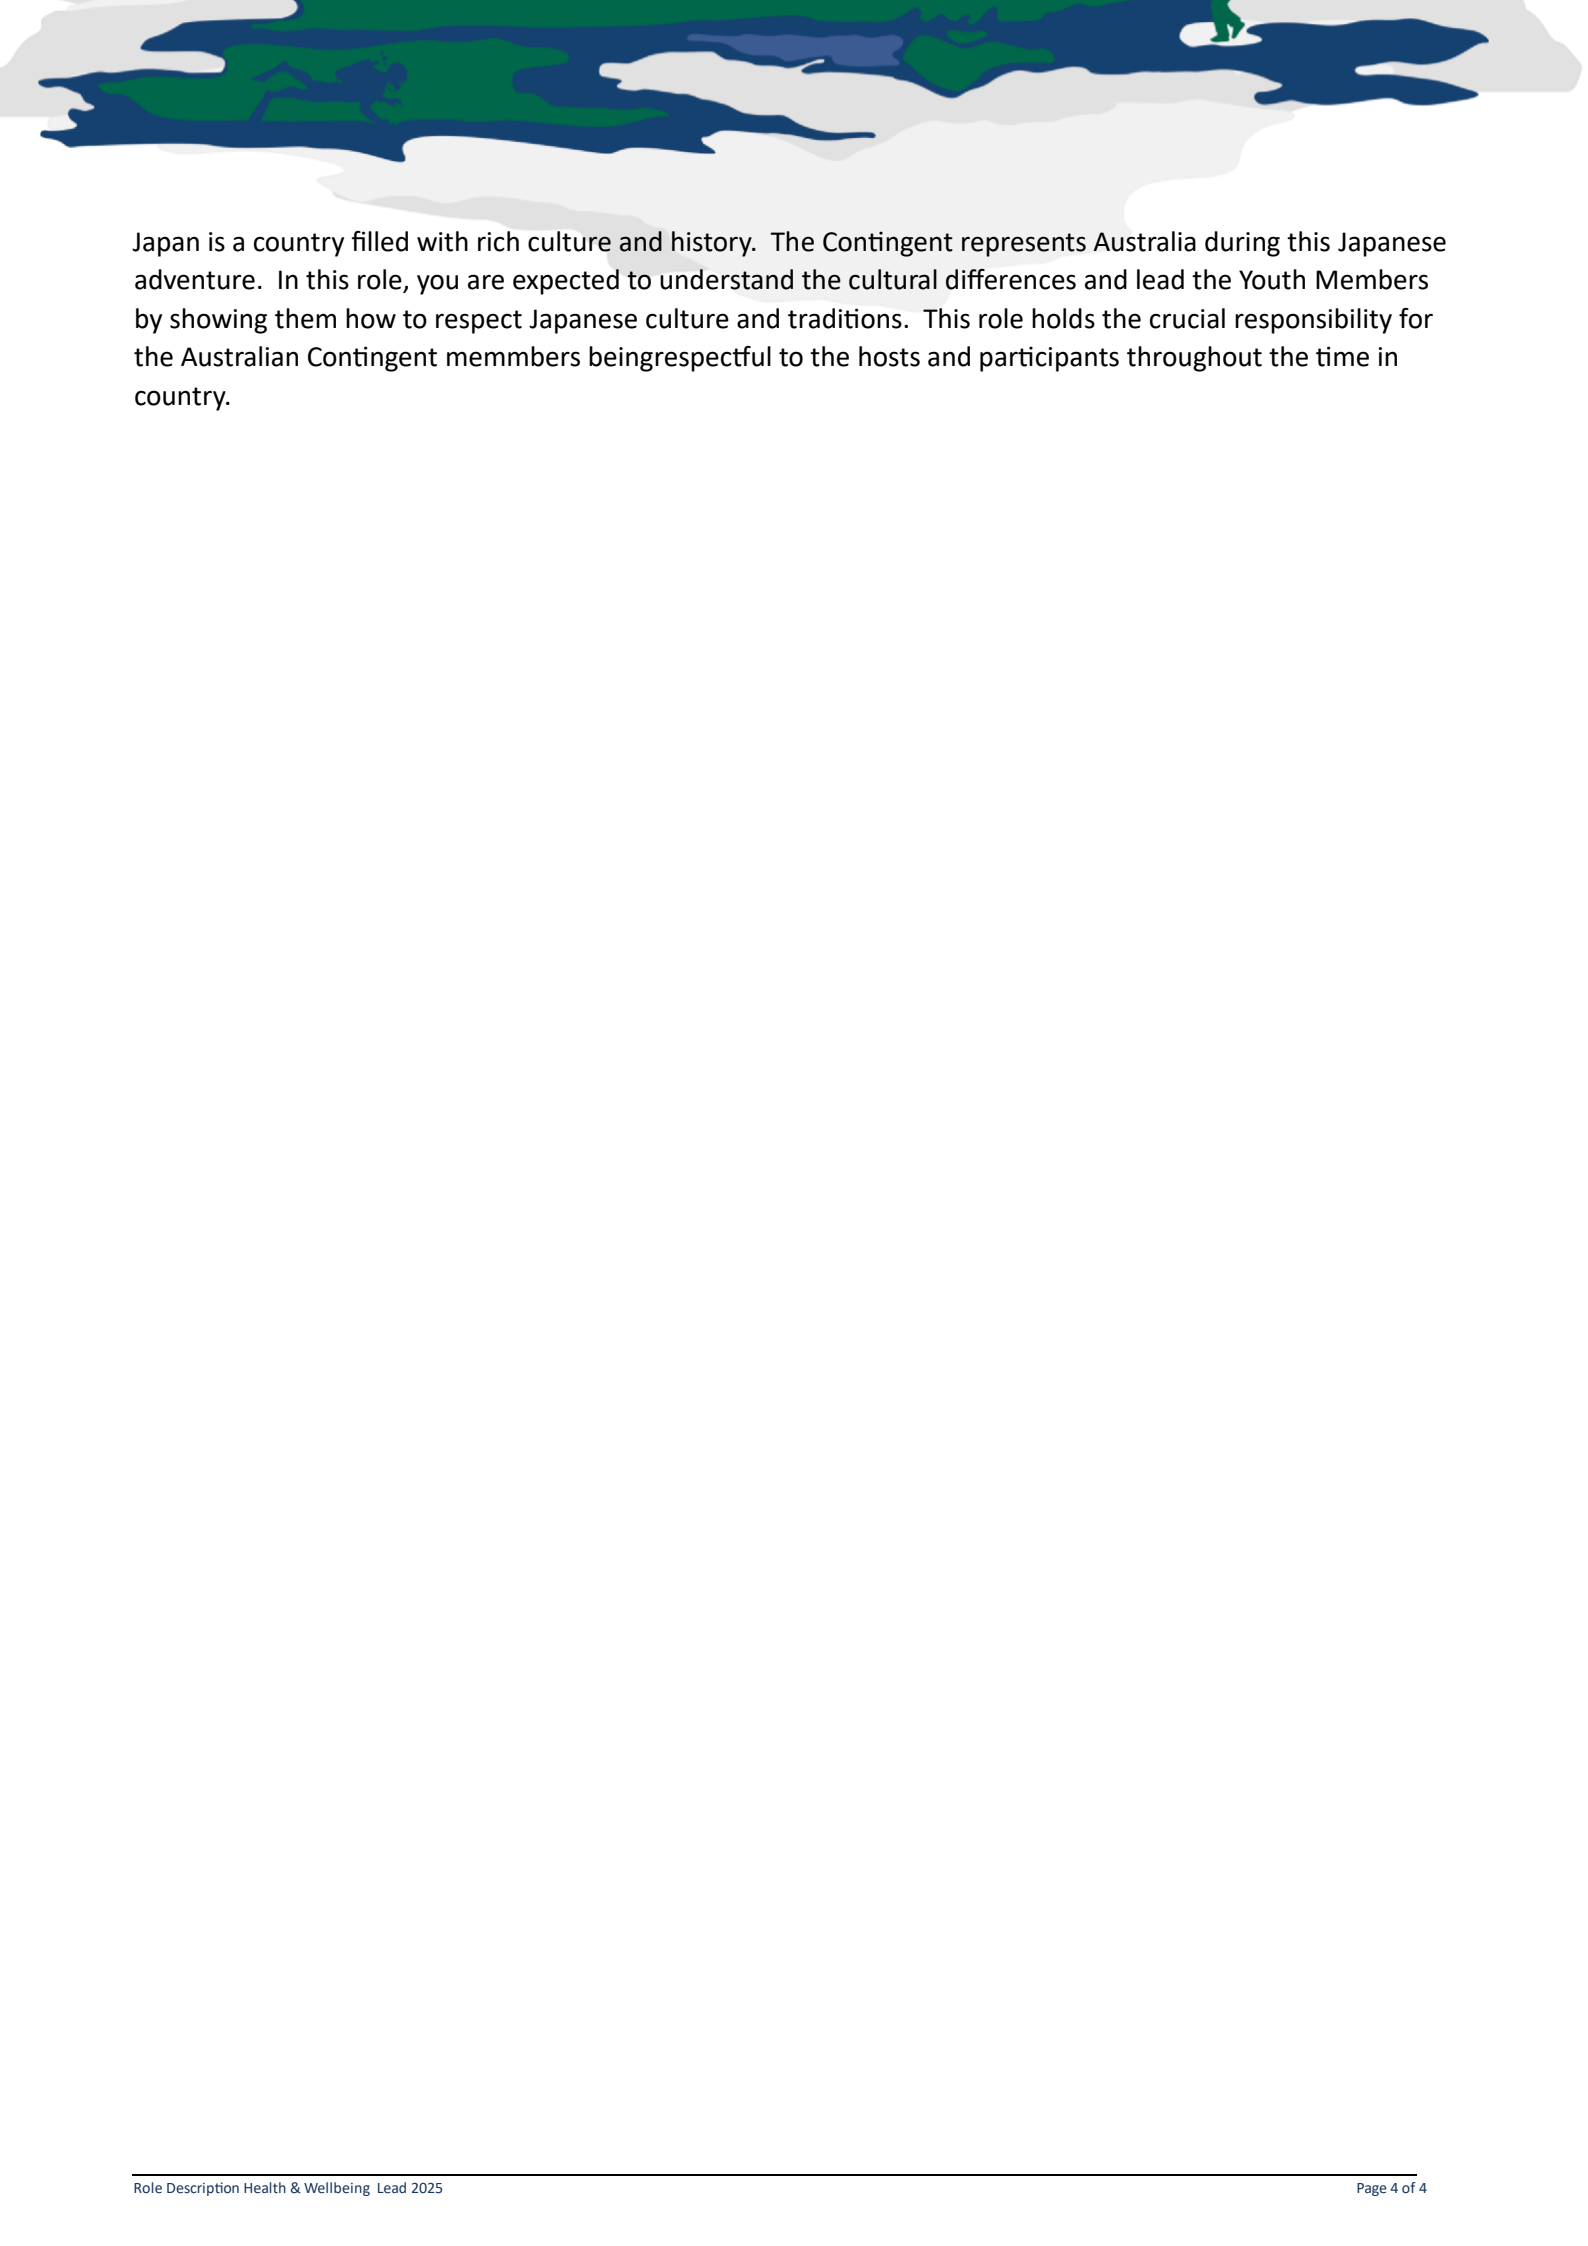 Japan is a country filled with rich culture and history.  The Contingent represents Australia during this Japanese
adventure.  In this role, you are expected to understand the cultural differences and lead the Youth Members
by showing them how to respect Japanese culture and traditions.  This role holds the crucial responsibility for
the Australian Contingent memmbers beingrespectful to the hosts and participants throughout the time in
country.
Role Description Health & Wellbeing  Lead 2025
Page 4 of 4